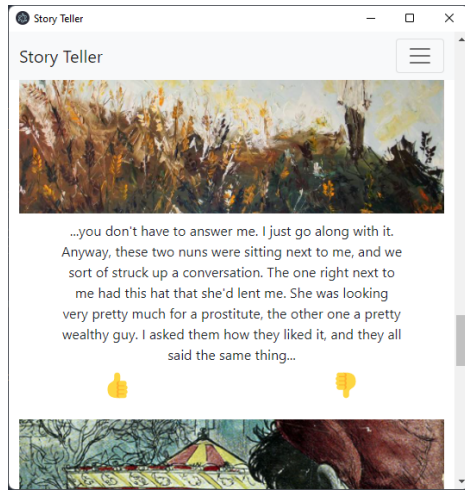 Story Teller
Story Teller
...you don't have to answer me. I just go along with it.
Anyway, these two nuns were sitting next to me, and we
sort of struck up a conversation. The one right next to
me had this hat that she'd lent me. She was looking
very pretty much for a prostitute, the other one a pretty
wealthy guy. I asked them how they liked it, and they all
said the same thing...